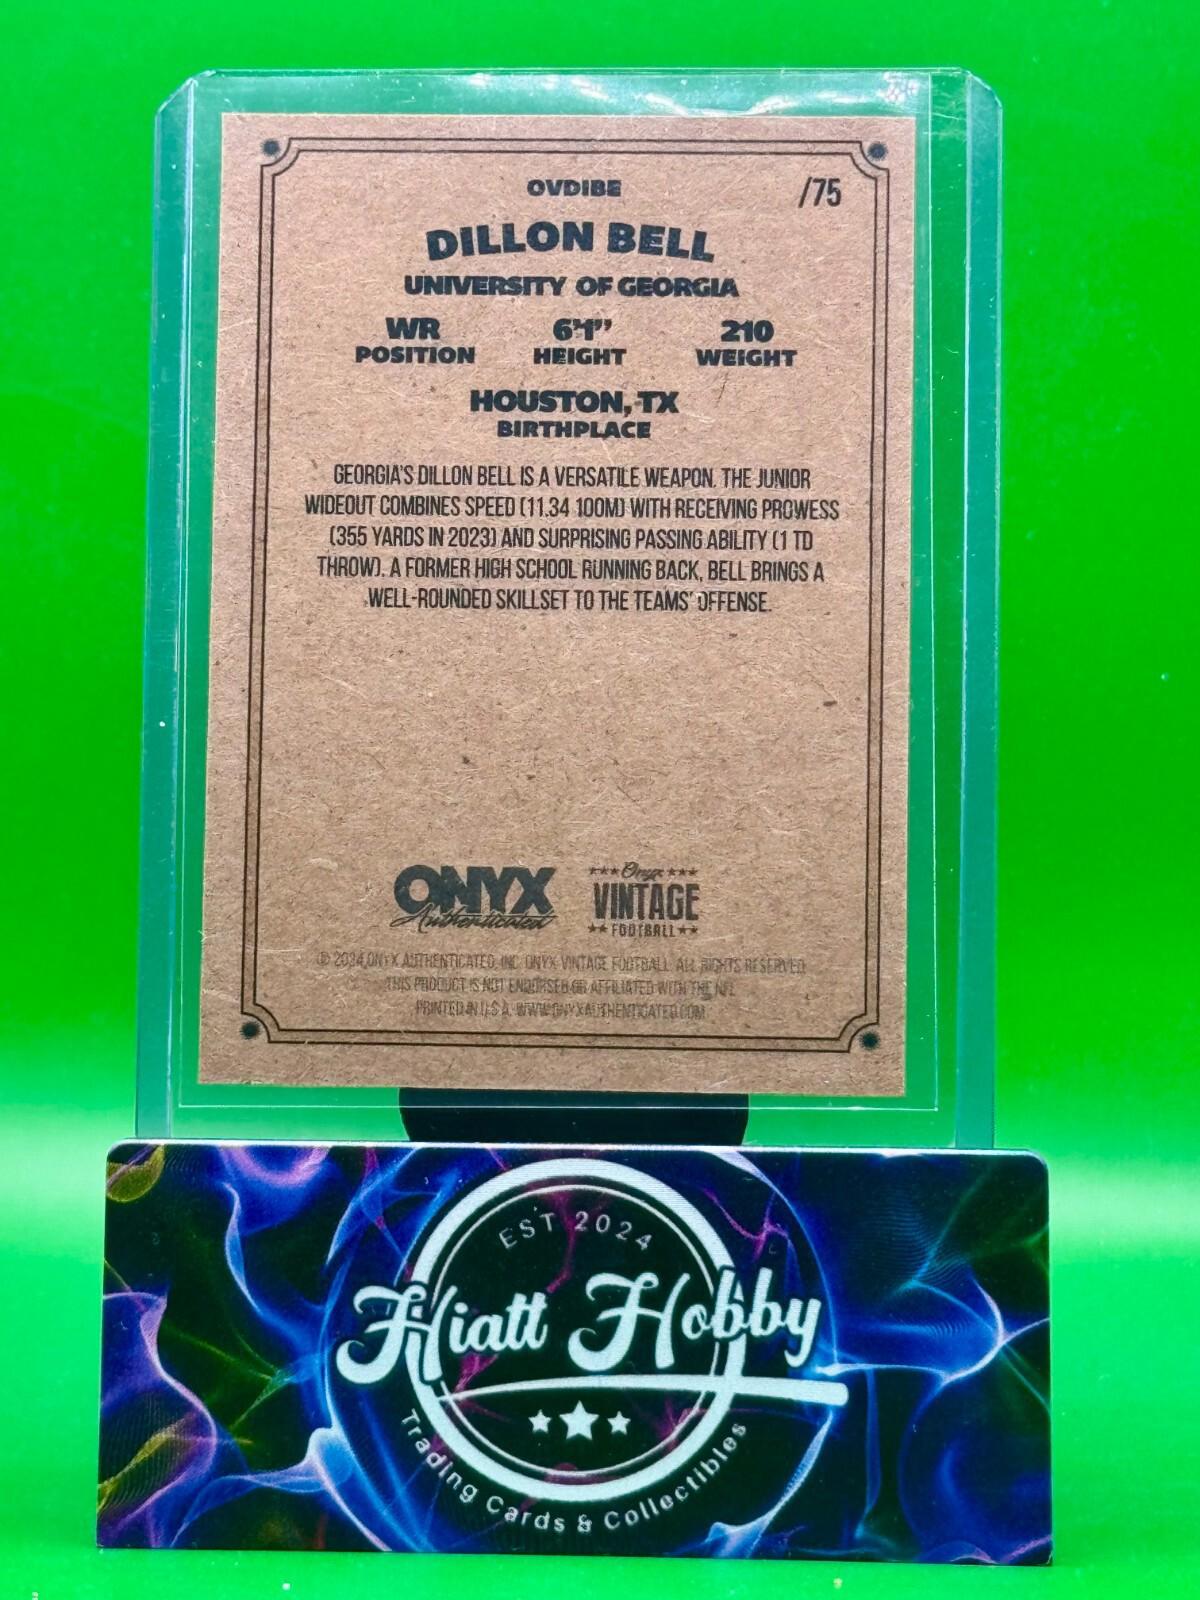 OVDIBE
/75
DILLON BELL
UNIVERSITY OF GEORGIA
WR 6'1" 210
POSITION HEIGHT WEIGHT
HOUSTON, TX
BIRTHPLACE
GEORGIA'S DILLON BELL IS A VERSATILE WEAPON. THE JUNIOR
WIDEOUT COMBINES SPEED (11.34 100M) WITH RECEIVING PROWESS
(355 YARDS IN 2023) AND SURPRISING PASSING ABILITY (1 TD
THROW). A FORMER HIGH SCHOOL RUNNING BACK, BELL BRINGS A
WELL-ROUNDED SKILLSET TO THE TEAMS' OFFENSE.
ONYX
Authenticated
Onyx
VINTAGE
FOOTBALL
© 2024 ONYX AUTHENTICATED, INC. ONYX VINTAGE FOOTBALL. ALL RIGHTS RESERVED.
THIS PRODUCT IS NOT ENDORSED OR AFFILIATED WITH THE NFL.
PRINTED IN U.S.A. WWW.ONYXAUTHENTICATED.COM
EST 2024
Hiatt Hobby
Trading Cards & Collectibles